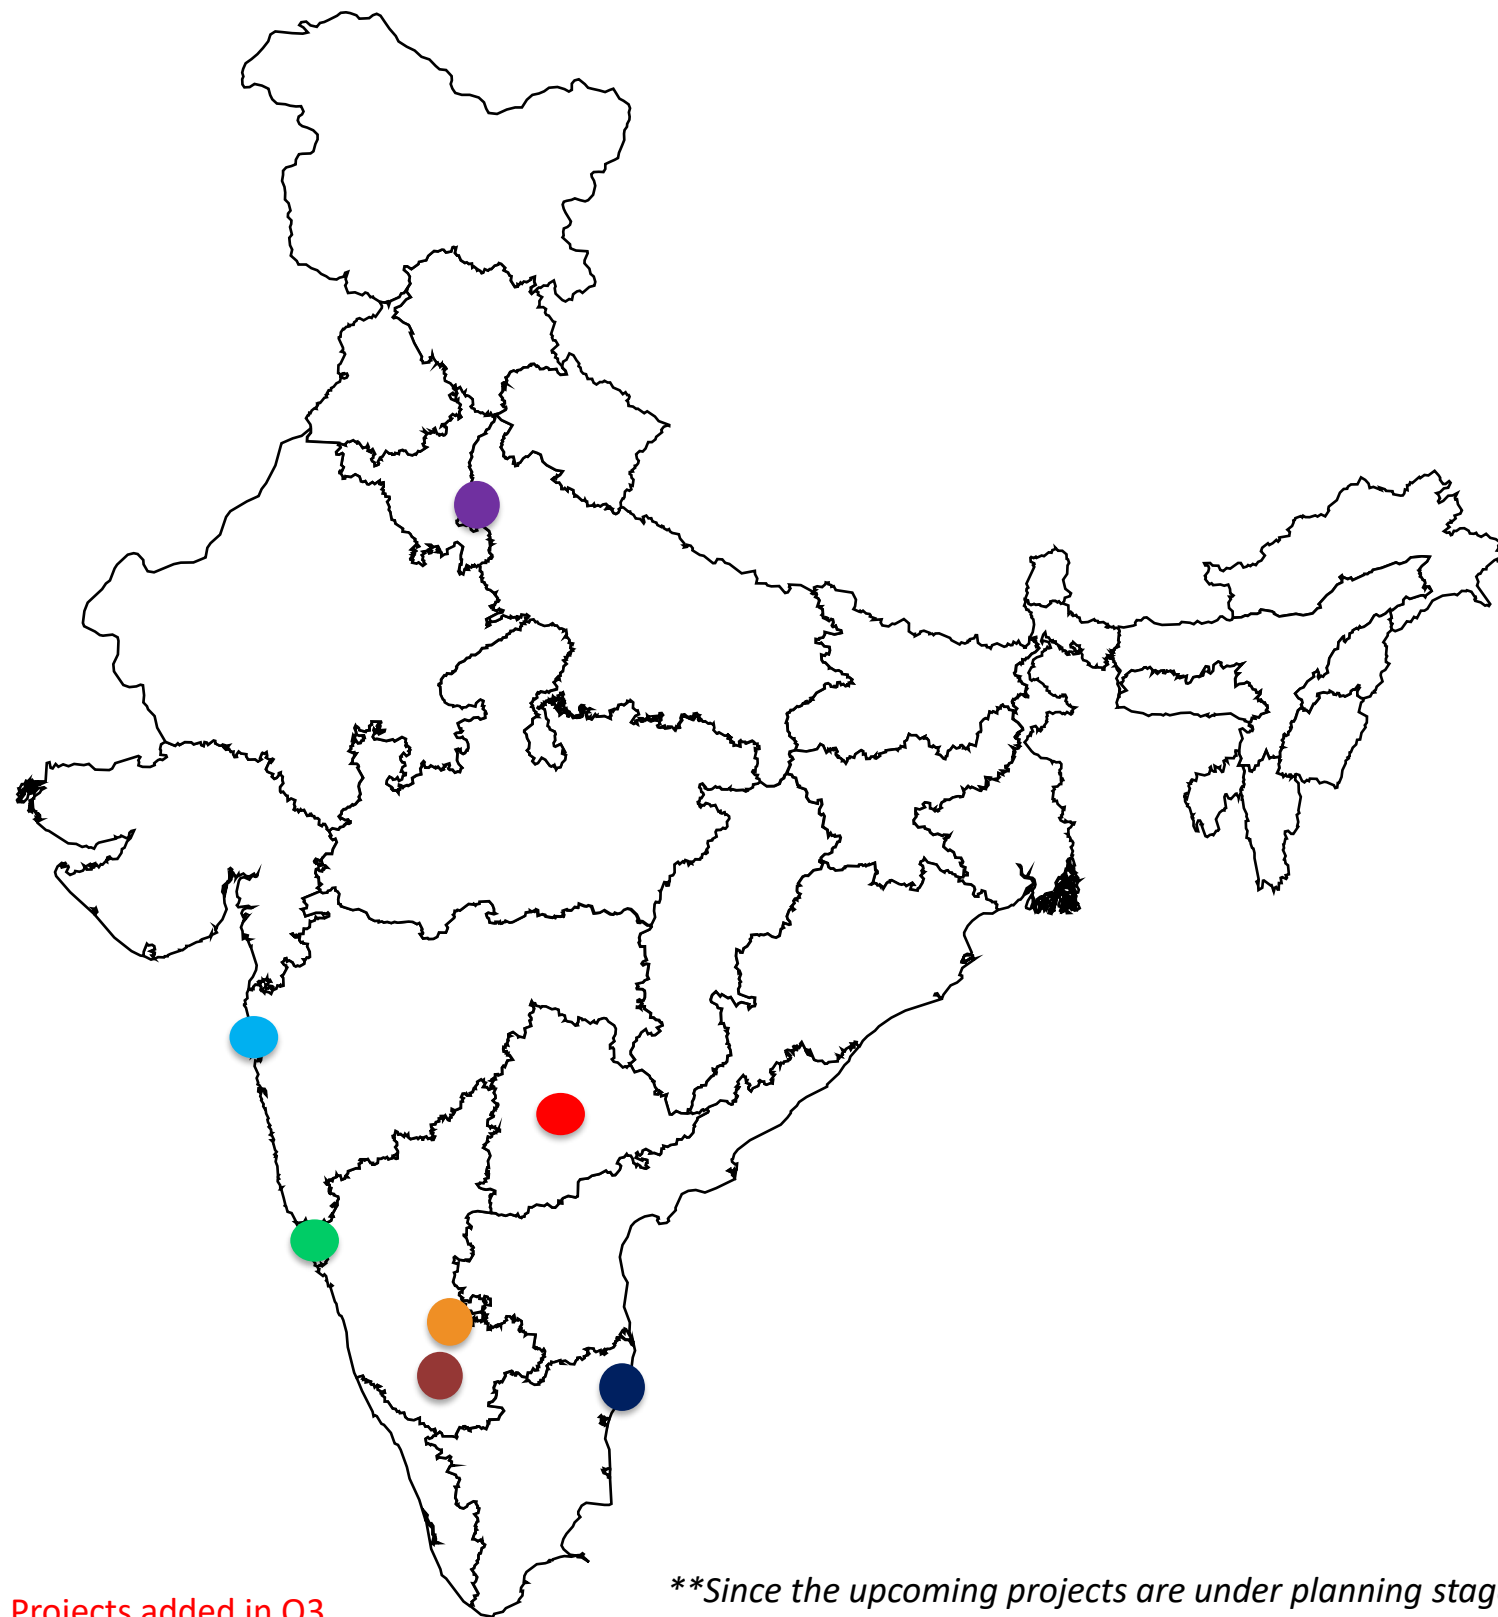 **Since the upcoming projects are under planning stag
Projects added in Q3